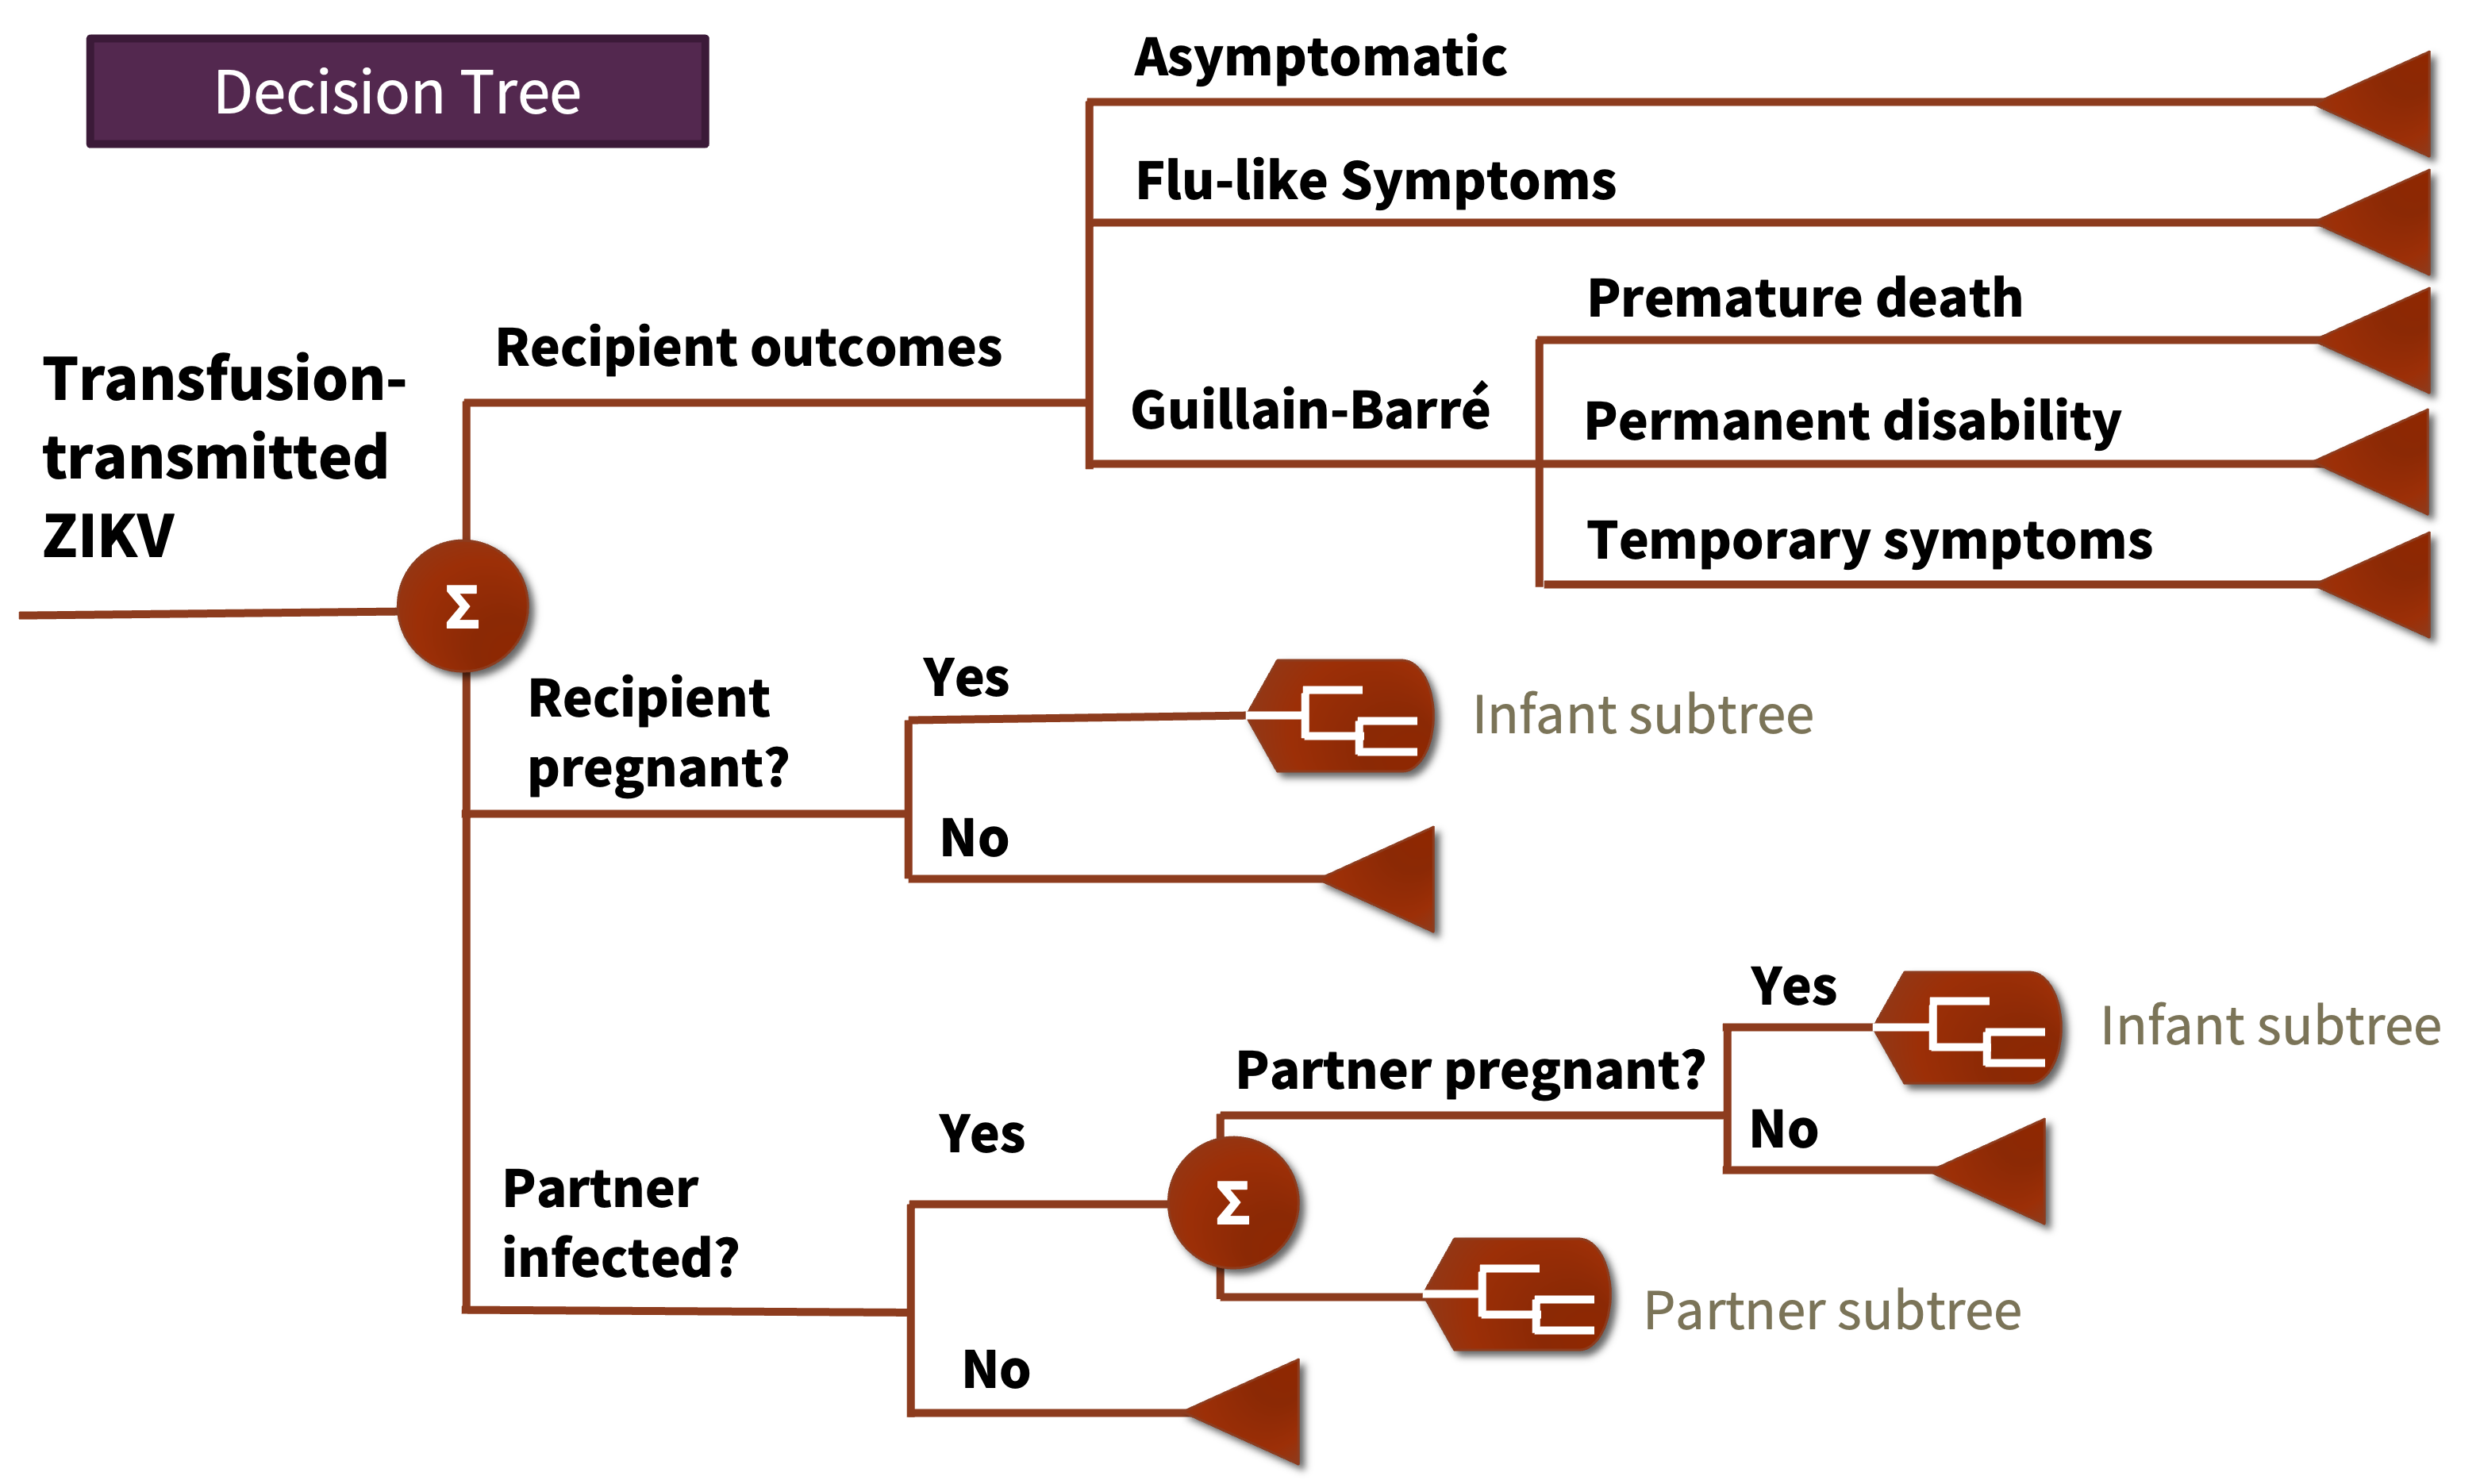 Decision Tree
Asymptomatic
Flu-like Symptoms
Premature death
Recipient outcomes
Transfusion-
transmitted
ZIKV
Guillain-Barré
Permanent disability
Temporary symptoms
Σ
Recipient
pregnant?
Yes
Infant subtree
No
Yes
Infant subtree
Partner pregnant?
No
Partner
infected?
Yes
Σ
Partner subtree
No